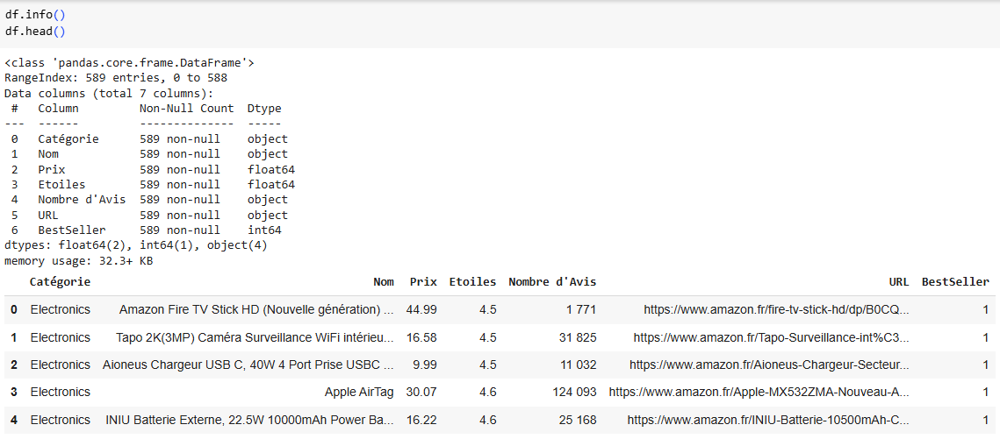 df.info()
df.head()
<class 'pandas.core.frame.DataFrame'>
RangeIndex: 589 entries, 0 to 588
Data columns (total 7 columns):
 #   Column          Non-Null Count  Dtype
---  ------          --------------  -----
 0   Catégorie       589 non-null    object
 1   Nom             589 non-null    object
 2   Prix            589 non-null    float64
 3   Etoiles         589 non-null    float64
 4   Nombre d'Avis   589 non-null    object
 5   URL             589 non-null    object
 6   BestSeller      589 non-null    int64
dtypes: float64(2), int64(1), object(4)
memory usage: 32.3+ KB
Catégorie Nom Prix Etoiles Nombre d'Avis URL BestSeller
0 Electronics Amazon Fire TV Stick HD (Nouvelle génération) ... 44.99 4.5 1 771 https://www.amazon.fr/fire-tv-stick-hd/dp/B0CQ... 1
1 Electronics Tapo 2K(3MP) Caméra Surveillance WiFi intérieu... 16.58 4.5 31 825 https://www.amazon.fr/Tapo-Surveillance-int%C3... 1
2 Electronics Aioneus Chargeur USB C, 40W 4 Port Prise USBC ... 9.99 4.5 11 032 https://www.amazon.fr/Aioneus-Chargeur-Secteur... 1
3 Electronics Apple AirTag 30.07 4.6 124 093 https://www.amazon.fr/Apple-MX532ZMA-Nouveau-A... 1
4 Electronics INIU Batterie Externe, 22.5W 10000mAh Power Ba... 16.22 4.6 25 168 https://www.amazon.fr/INIU-Batterie-10500mAh-C... 1